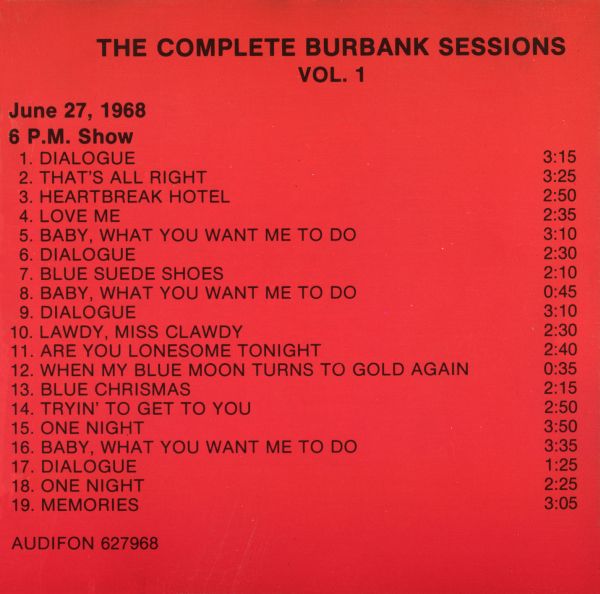 THE COMPLETE BURBANK SESSIONS
VOL. 1
June 27, 1968
6 P.M. Show
1. DIALOGUE 3:15
2. THAT'S ALL RIGHT 3:25
3. HEARTBREAK HOTEL 2:50
4. LOVE ME 2:35
5. BABY, WHAT YOU WANT ME TO DO 3:10
6. DIALOGUE 2:30
7. BLUE SUEDE SHOES 2:10
8. BABY, WHAT YOU WANT ME TO DO 0:45
9. DIALOGUE 3:10
10. LAWDY, MISS CLAWDY 2:30
11. ARE YOU LONESOME TONIGHT 2:40
12. WHEN MY BLUE MOON TURNS TO GOLD AGAIN 0:35
13. BLUE CHRISMAS 2:15
14. TRYIN' TO GET TO YOU 2:50
15. ONE NIGHT 3:50
16. BABY, WHAT YOU WANT ME TO DO 3:35
17. DIALOGUE 1:25
18. ONE NIGHT 2:25
19. MEMORIES 3:05
AUDIFON 627968